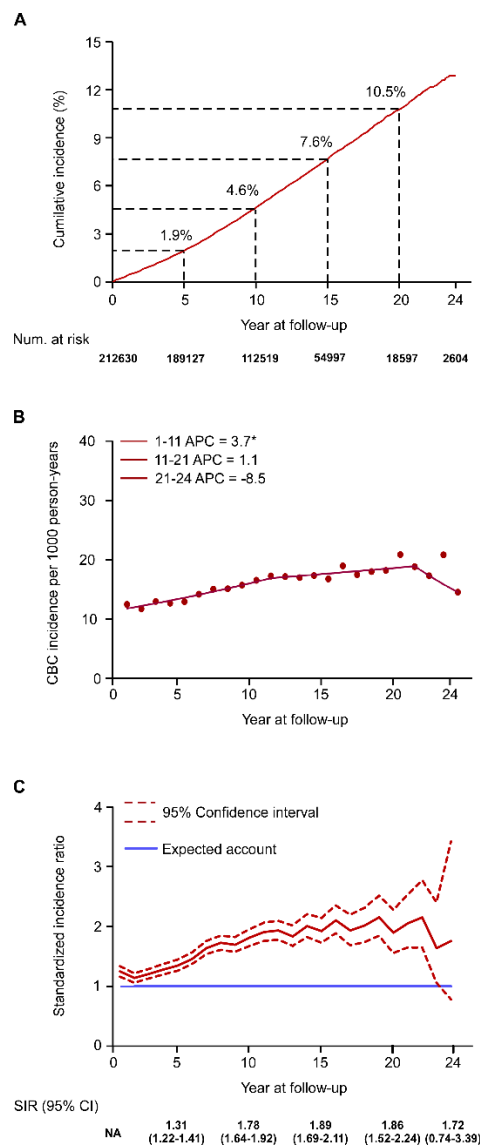 A
15
12
9
6
3
0
Cumilative incidence (%)
1.9%
4.6%
7.6%
10.5%
0 5 10 15 20 24
Year at follow-up
Num. at risk
212630 189127 112519 54997 18597 2604
B
40
30
20
10
0
CBC incidence per 1000 person-years
1-11 APC = 3.7*
11-21 APC = 1.1
21-24 APC = -8.5
0 5 10 15 20 24
Year at follow-up
C
4
3
2
1
0
Standardized incidence ratio
95% Confidence interval
Expected account
0 5 10 15 20 24
Year at follow-up
SIR (95% CI)
NA 1.31 1.78 1.89 1.86 1.72
(1.22-1.41) (1.64-1.92) (1.69-2.11) (1.52-2.24) (0.74-3.39)